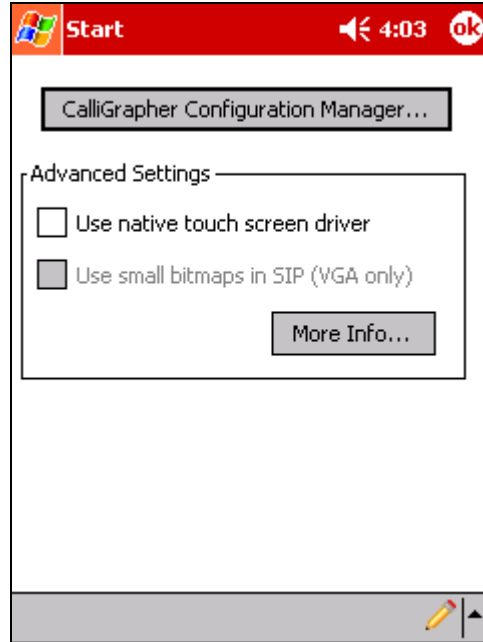 Start 4:03 ok
CalliGrapher Configuration Manager...
Advanced Settings
Use native touch screen driver
Use small bitmaps in SIP (VGA only)
More Info...